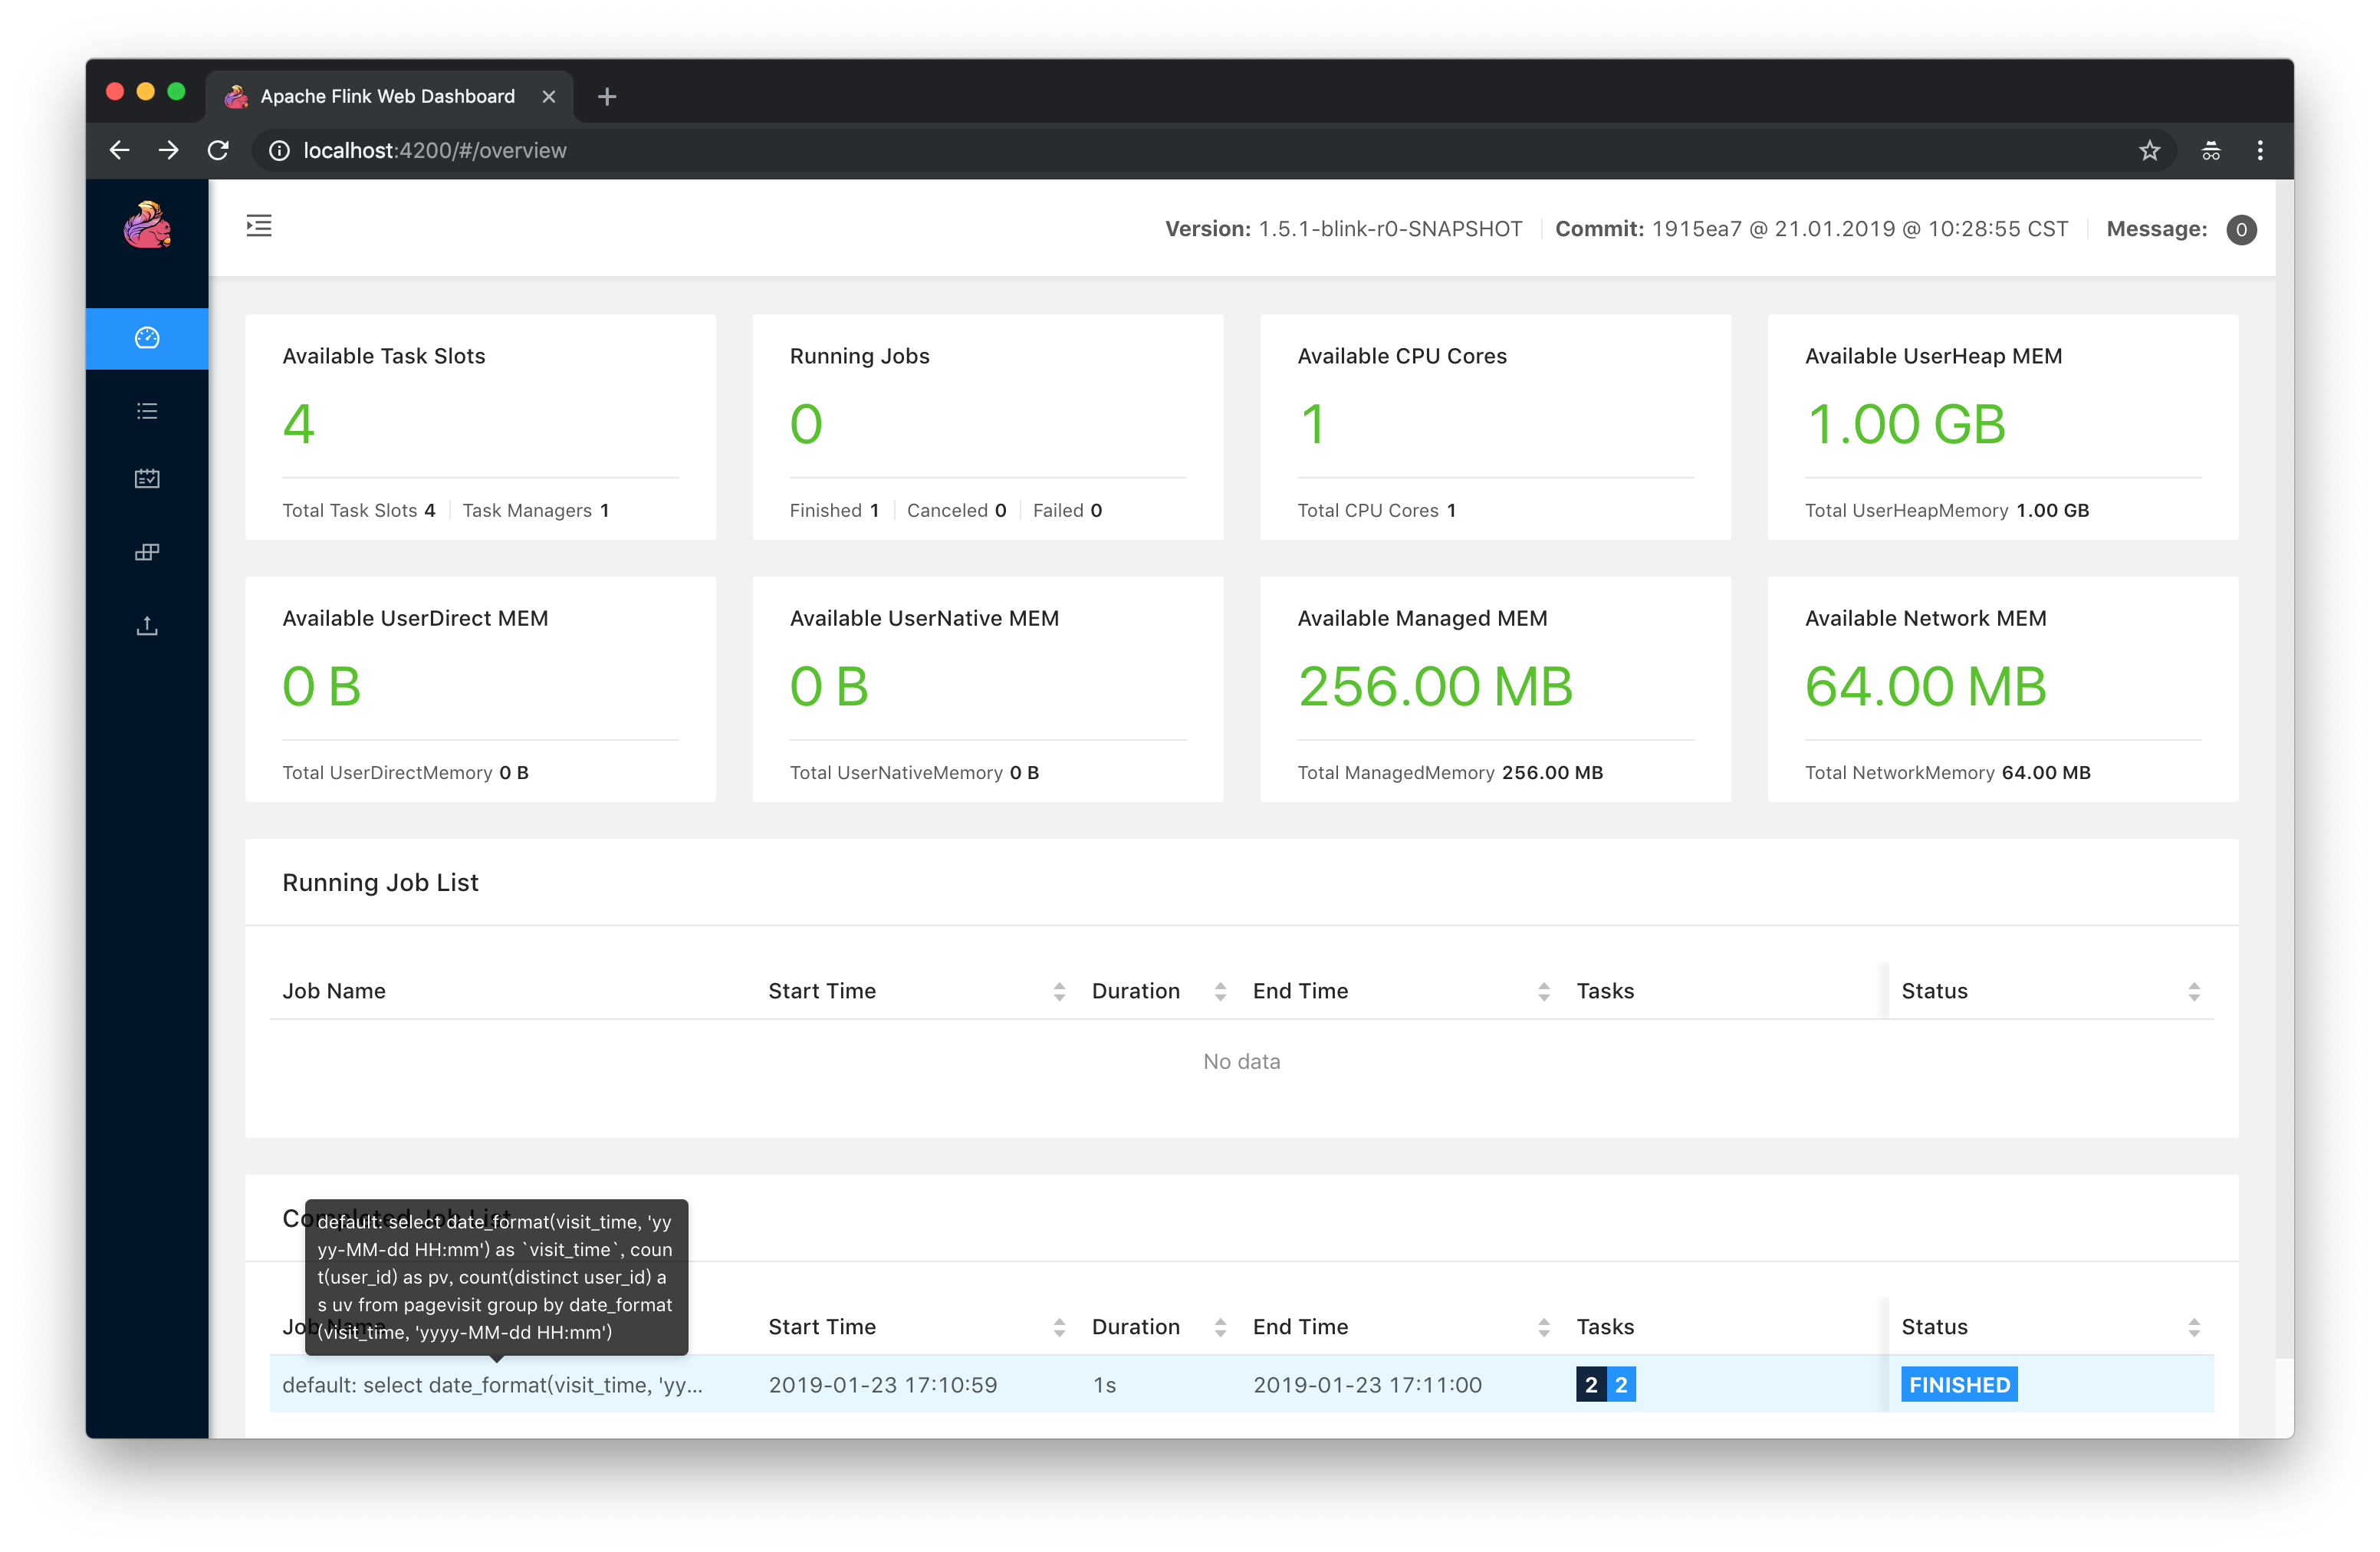 Apache Flink Web Dashboard
localhost:4200/#/overview
Version: 1.5.1-blink-r0-SNAPSHOT Commit: 1915ea7 @ 21.01.2019 @ 10:28:55 CST Message: 0
Available Task Slots
4
Total Task Slots 4 Task Managers 1
Running Jobs
0
Finished 1 Canceled 0 Failed 0
Available CPU Cores
1
Total CPU Cores 1
Available UserHeap MEM
1.00 GB
Total UserHeapMemory 1.00 GB
Available UserDirect MEM
0 B
Total UserDirectMemory 0 B
Available UserNative MEM
0 B
Total UserNativeMemory 0 B
Available Managed MEM
256.00 MB
Total ManagedMemory 256.00 MB
Available Network MEM
64.00 MB
Total NetworkMemory 64.00 MB
Running Job List
Job Name Start Time Duration End Time Tasks Status
No data
Completed Job List
default: select date_format(visit_time, 'yy
yy-MM-dd HH:mm') as `visit_time`, coun
t(user_id) as pv, count(distinct user_id) a
s uv from pagevisit group by date_format
(visit_time, 'yyyy-MM-dd HH:mm')
Job Name Start Time Duration End Time Tasks Status
default: select date_format(visit_time, 'yy... 2019-01-23 17:10:59 1s 2019-01-23 17:11:00 2 2 FINISHED